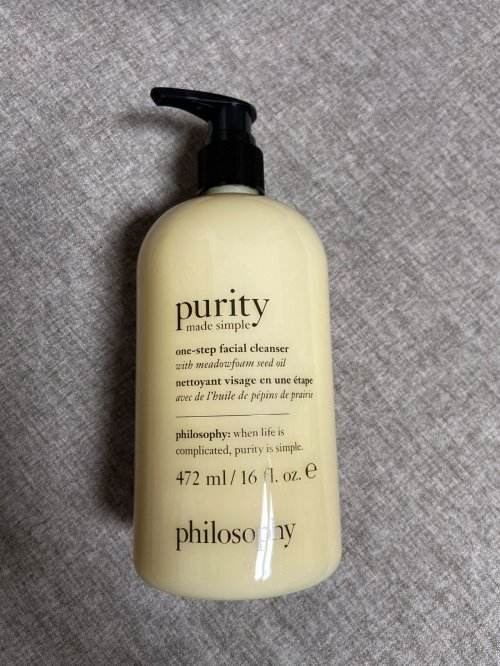 purity
made simple
one-step facial cleanser
with meadowfoam seed oil
nettoyant visage en une étape
avec de l'huile de pépins de prairie
philosophy: when life is
complicated, purity is simple.
472 ml / 16 fl. oz. ℮
philosophy